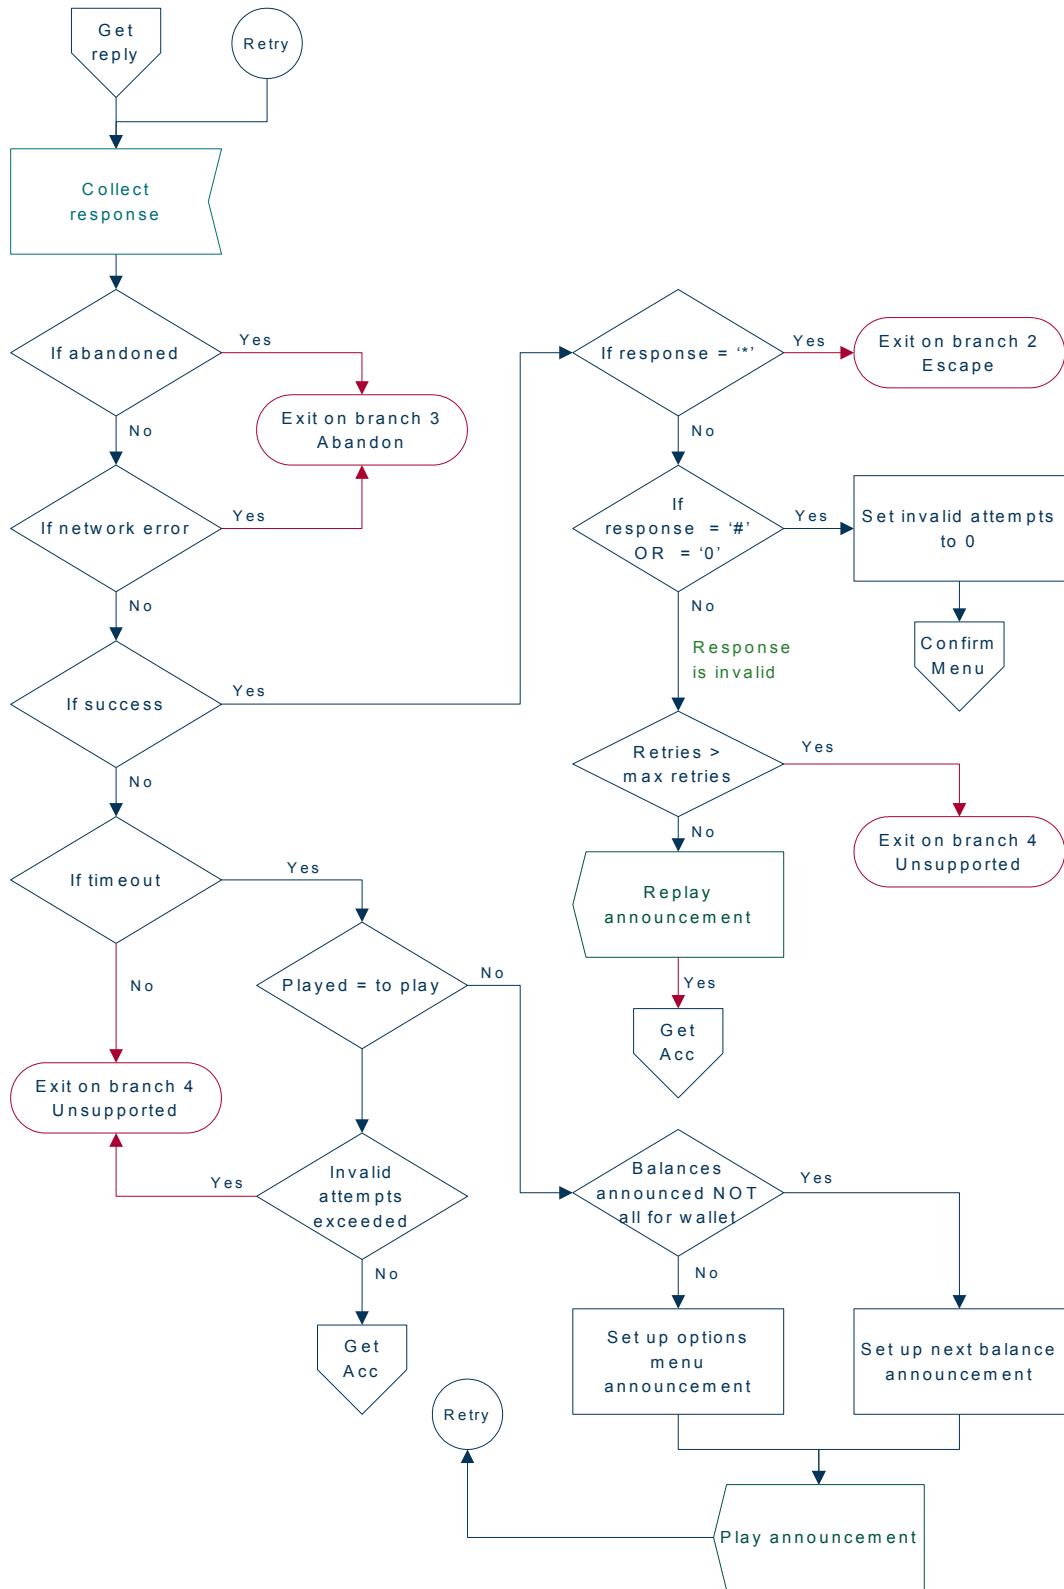 Get
reply
Retry
Collect
response
If abandoned
Yes
No
Exit on branch 3
Abandon
If network error
Yes
No
If success
Yes
No
If timeout
Yes
No
Exit on branch 4
Unsupported
Played = to play
No
Invalid
attempts
exceeded
Yes
No
Get
Acc
If response = ‘*’
Yes
No
Exit on branch 2
Escape
If
response = ‘#’
OR = ‘0’
Yes
No
Set invalid attempts
to 0
Confirm
Menu
Response
is invalid
Retries >
max retries
Yes
No
Exit on branch 4
Unsupported
Replay
announcement
Yes
Get
Acc
Balances
announced NOT
all for wallet
Yes
No
Set up options
menu
announcement
Set up next balance
announcement
Retry
Play announcement